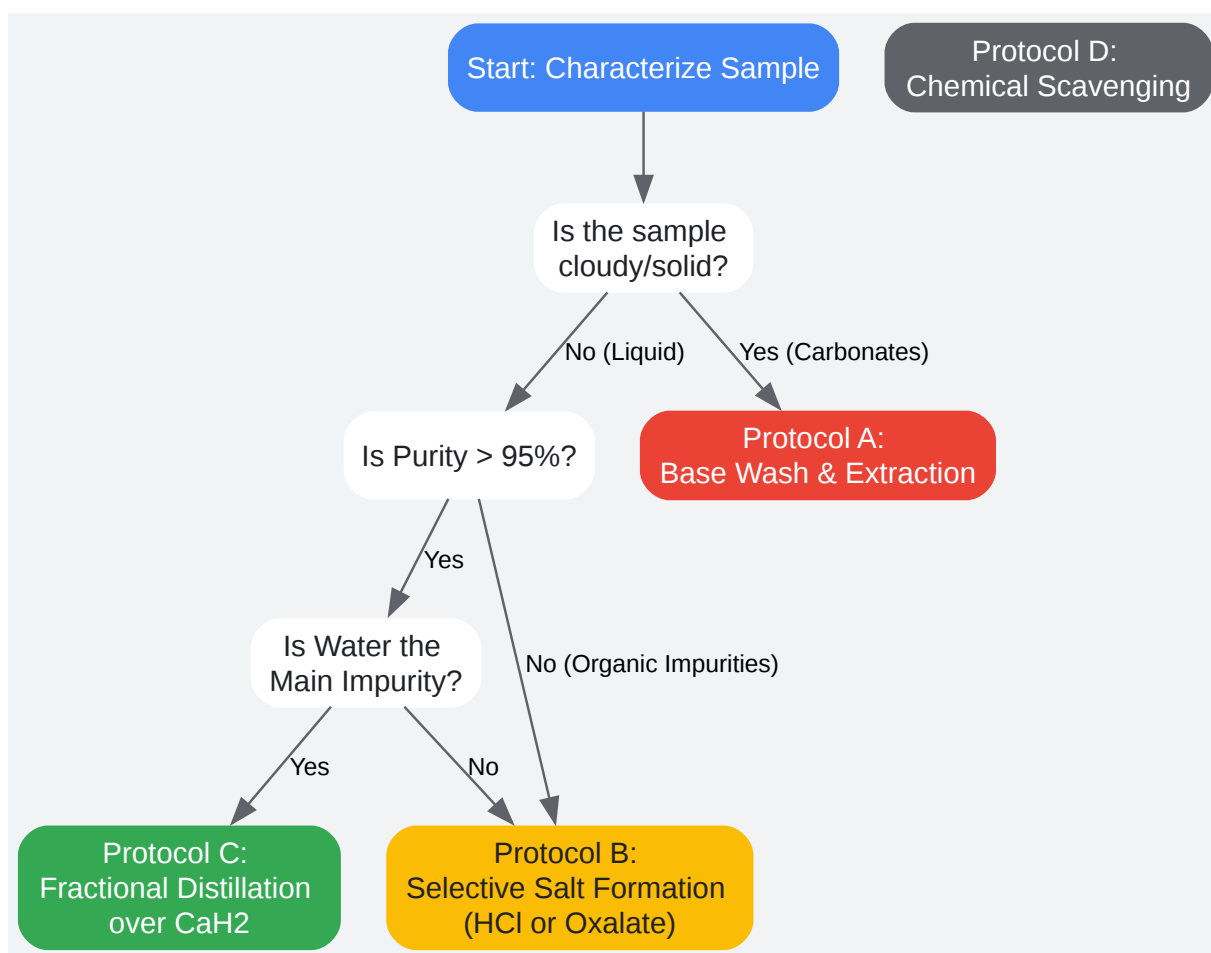 Start: Characterize Sample
Protocol D:
Chemical Scavenging
Is the sample
cloudy/solid?
No (Liquid)
Yes (Carbonates)
Is Purity > 95%?
Protocol A:
Base Wash & Extraction
Yes
Is Water the
Main Impurity?
No (Organic Impurities)
Yes
No
Protocol C:
Fractional Distillation
over CaH2
Protocol B:
Selective Salt Formation
(HCl or Oxalate)